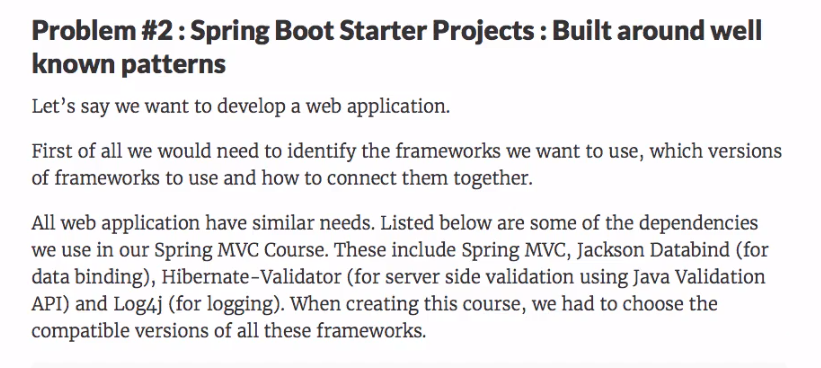 Problem #2 : Spring Boot Starter Projects : Built around well
known patterns
Let’s say we want to develop a web application.
First of all we would need to identify the frameworks we want to use, which versions
of frameworks to use and how to connect them together.
All web application have similar needs. Listed below are some of the dependencies
we use in our Spring MVC Course. These include Spring MVC, Jackson Databind (for
data binding), Hibernate-Validator (for server side validation using Java Validation
API) and Log4j (for logging). When creating this course, we had to choose the
compatible versions of all these frameworks.